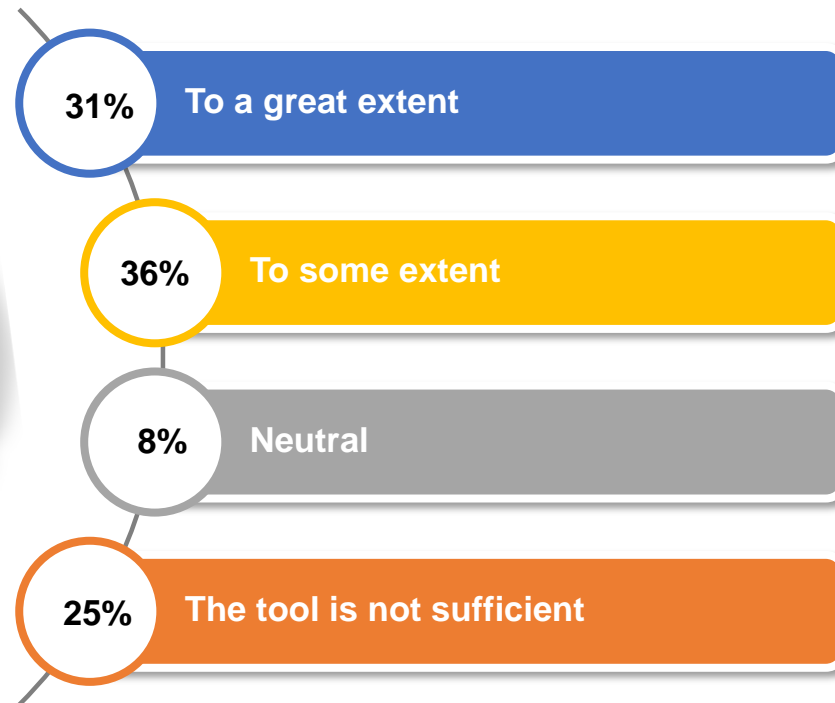 31% To a great extent
36% To some extent
8% Neutral
25% The tool is not sufficient